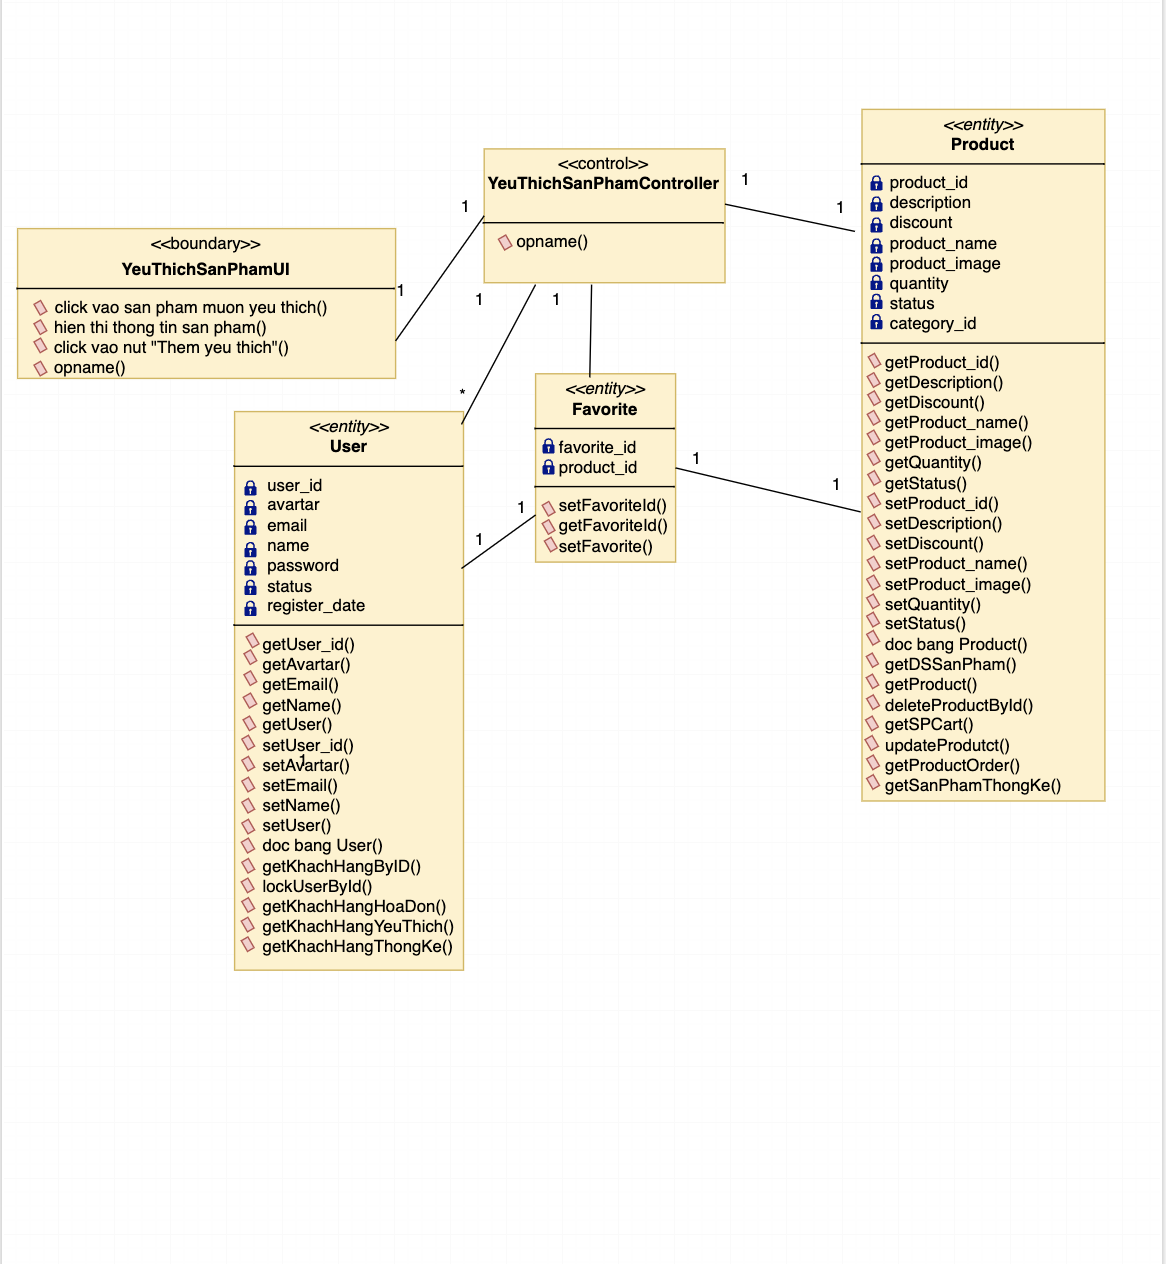 <<boundary>>
YeuThichSanPhamUI
click vao san pham muon yeu thich()
hien thi thong tin san pham()
click vao nut "Them yeu thich"()
opname()
1
1
<<control>>
YeuThichSanPhamController
opname()
1
1
1
*
1
<<entity>>
User
user_id
avartar
email
name
password
status
register_date
getUser_id()
getAvartar()
getEmail()
getName()
getUser()
setUser_id()
setAvartar()
1
setEmail()
setName()
setUser()
doc bang User()
getKhachHangByID()
lockUserById()
getKhachHangHoaDon()
getKhachHangYeuThich()
getKhachHangThongKe()
1
1
<<entity>>
Favorite
favorite_id
product_id
setFavoriteId()
getFavoriteId()
setFavorite()
1
1
<<entity>>
Product
product_id
description
discount
product_name
product_image
quantity
status
category_id
getProduct_id()
getDescription()
getDiscount()
getProduct_name()
getProduct_image()
getQuantity()
getStatus()
setProduct_id()
setDescription()
setDiscount()
setProduct_name()
setProduct_image()
setQuantity()
setStatus()
doc bang Product()
getDSSanPham()
getProduct()
deleteProductById()
getSPCart()
updateProdutct()
getProductOrder()
getSanPhamThongKe()